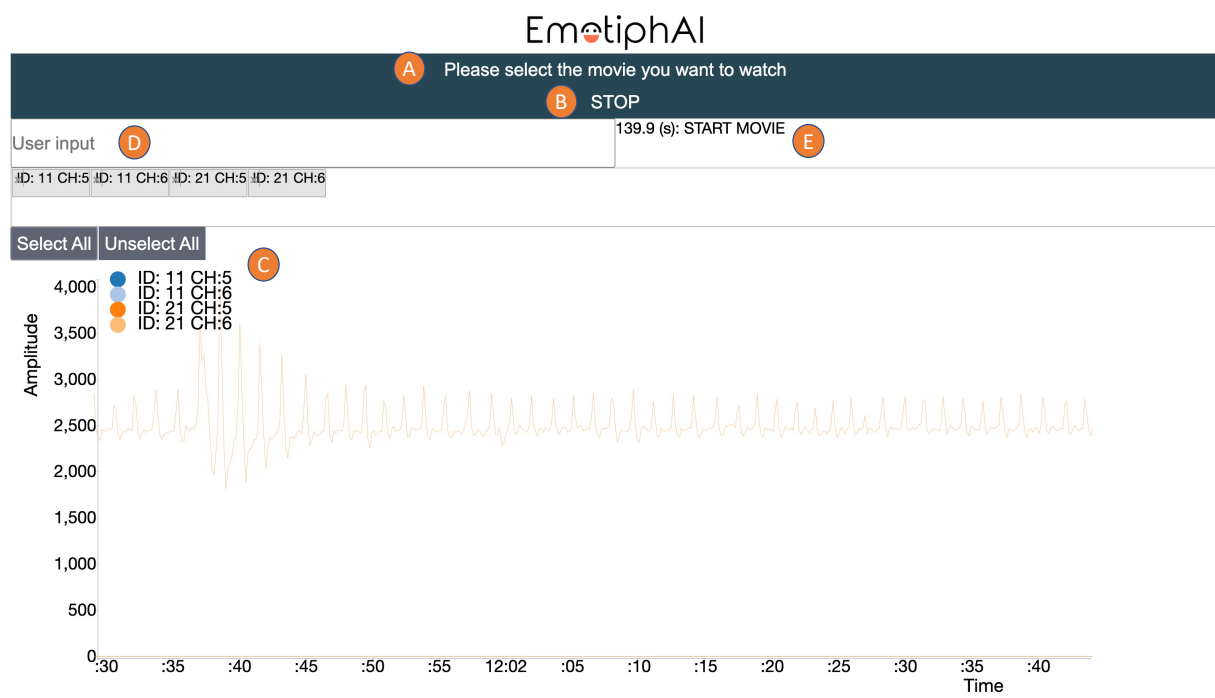 EmotiphAI
A Please select the movie you want to watch
B STOP
User input D
139.9 (s): START MOVIE E
ID: 11 CH:5 ID: 11 CH:6 ID: 21 CH:5 ID: 21 CH:6
Select All Unselect All
C
ID: 11 CH:5
ID: 11 CH:6
ID: 21 CH:5
ID: 21 CH:6
Amplitude
4,000
3,500
3,000
2,500
2,000
1,500
1,000
500
0
:30 :35 :40 :45 :50 :55 12:02 :05 :10 :15 :20 :25 :30 :35 :40
Time